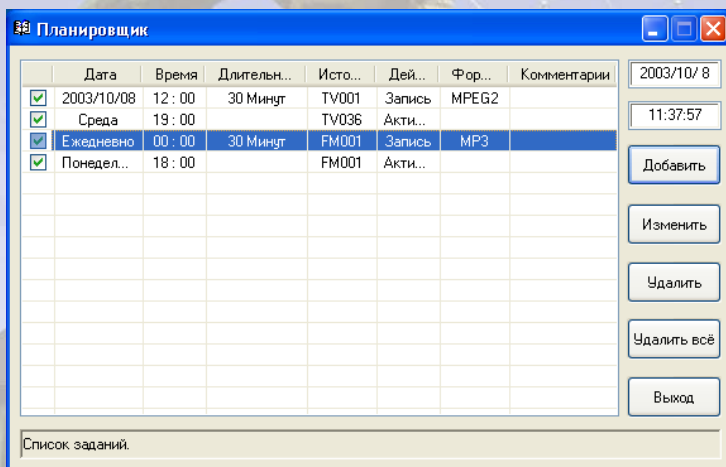 Планировщик
Дата Время Длительн... Исто... Дей... Фор... Комментарии
2003/10/ 8
2003/10/08 12 : 00 30 Минут TV001 Запись MPEG2
Среда 19 : 00 TV036 Акти...
11:37:57
Ежедневно 00 : 00 30 Минут FM001 Запись MP3
Понедел... 18 : 00 FM001 Акти...
Добавить
Изменить
Удалить
Удалить всё
Выход
Список заданий.